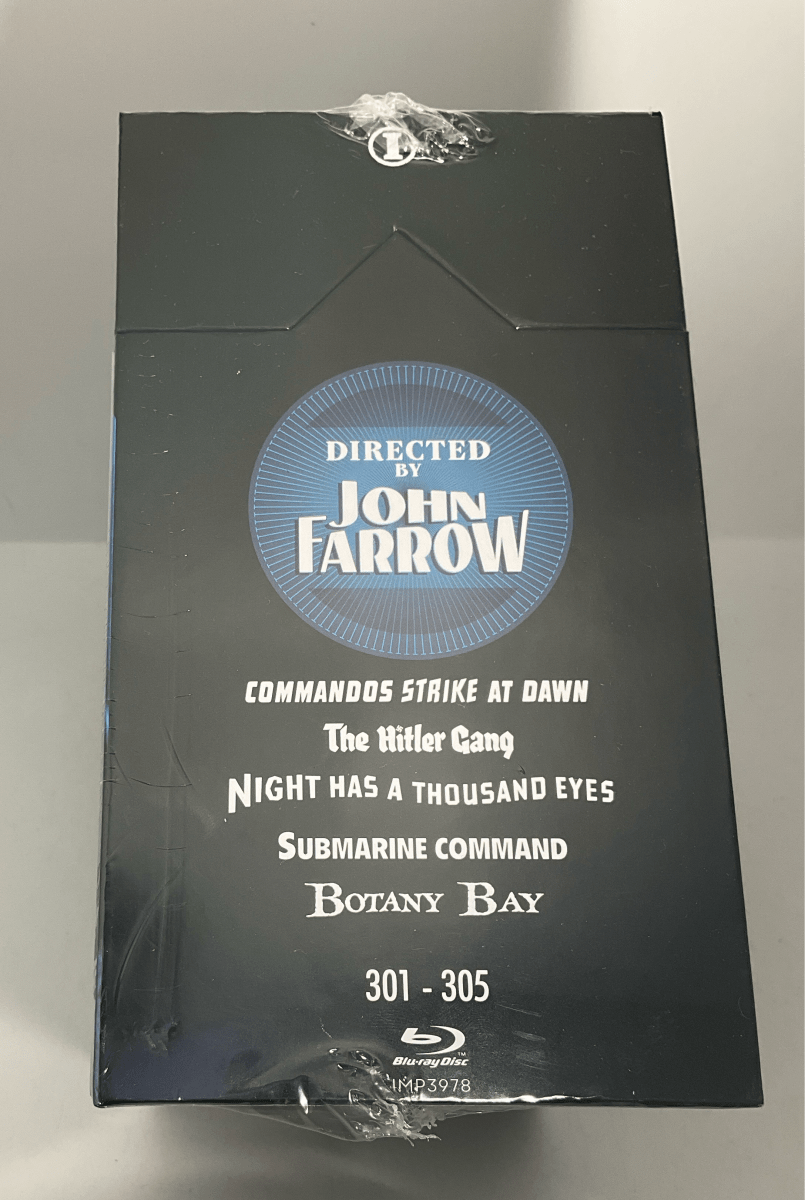 I
DIRECTED
BY
JOHN
FARROW
COMMANDOS STRIKE AT DAWN
The Hitler Gang
NIGHT HAS A THOUSAND EYES
SUBMARINE COMMAND
BOTANY BAY
301 - 305
Blu-ray Disc™
IMP3978